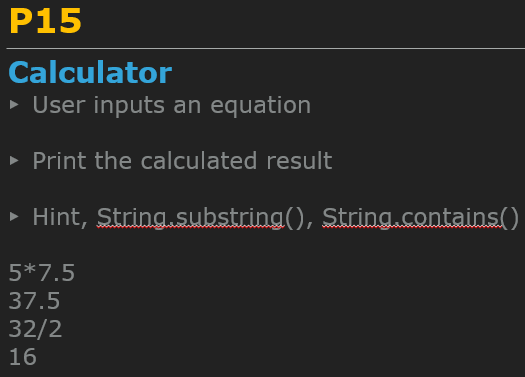 P15
Calculator
▸ User inputs an equation
▸ Print the calculated result
▸ Hint, String.substring(), String.contains()
5*7.5
37.5
32/2
16